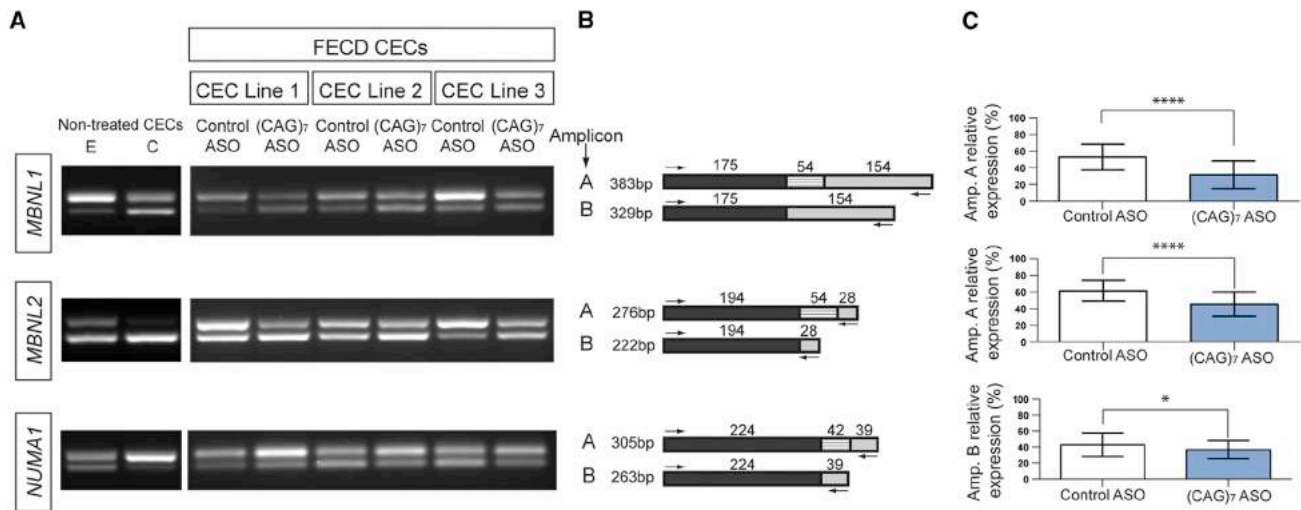 A
B
C
FECD CECs
CEC Line 1 CEC Line 2 CEC Line 3
Non-treated CECs
E C
Control ASO (CAG)₇ ASO Control ASO (CAG)₇ ASO Control ASO (CAG)₇ ASO
Amplicon
MBNL1
A 383bp 175 54 154
B 329bp 175 154
Amp. A relative expression (%)
100
80
60
40
20
0
****
Control ASO (CAG)₇ ASO
MBNL2
A 276bp 194 54 28
B 222bp 194 28
Amp. A relative expression (%)
100
80
60
40
20
0
****
Control ASO (CAG)₇ ASO
NUMA1
A 305bp 224 42 39
B 263bp 224 39
Amp. B relative expression (%)
100
80
60
40
20
0
*
Control ASO (CAG)₇ ASO